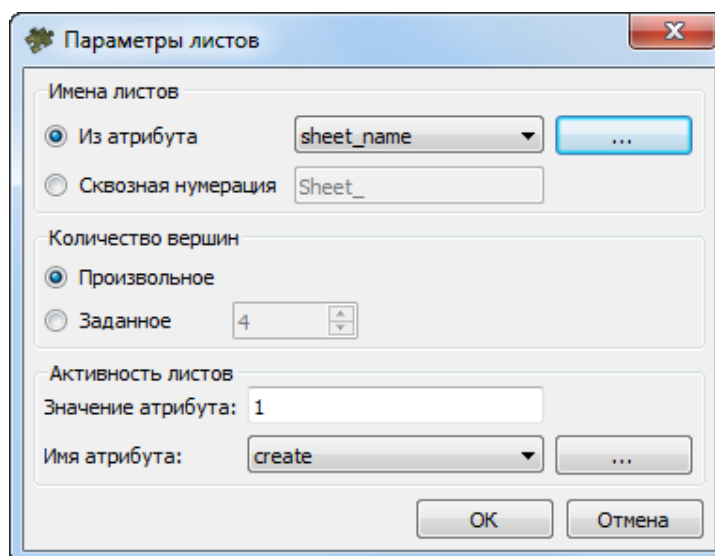 Параметры листов
Имена листов
Из атрибута sheet_name ...
Сквозная нумерация Sheet_
Количество вершин
Произвольное
Заданное 4
Активность листов
Значение атрибута: 1
Имя атрибута: create ...
OK Отмена